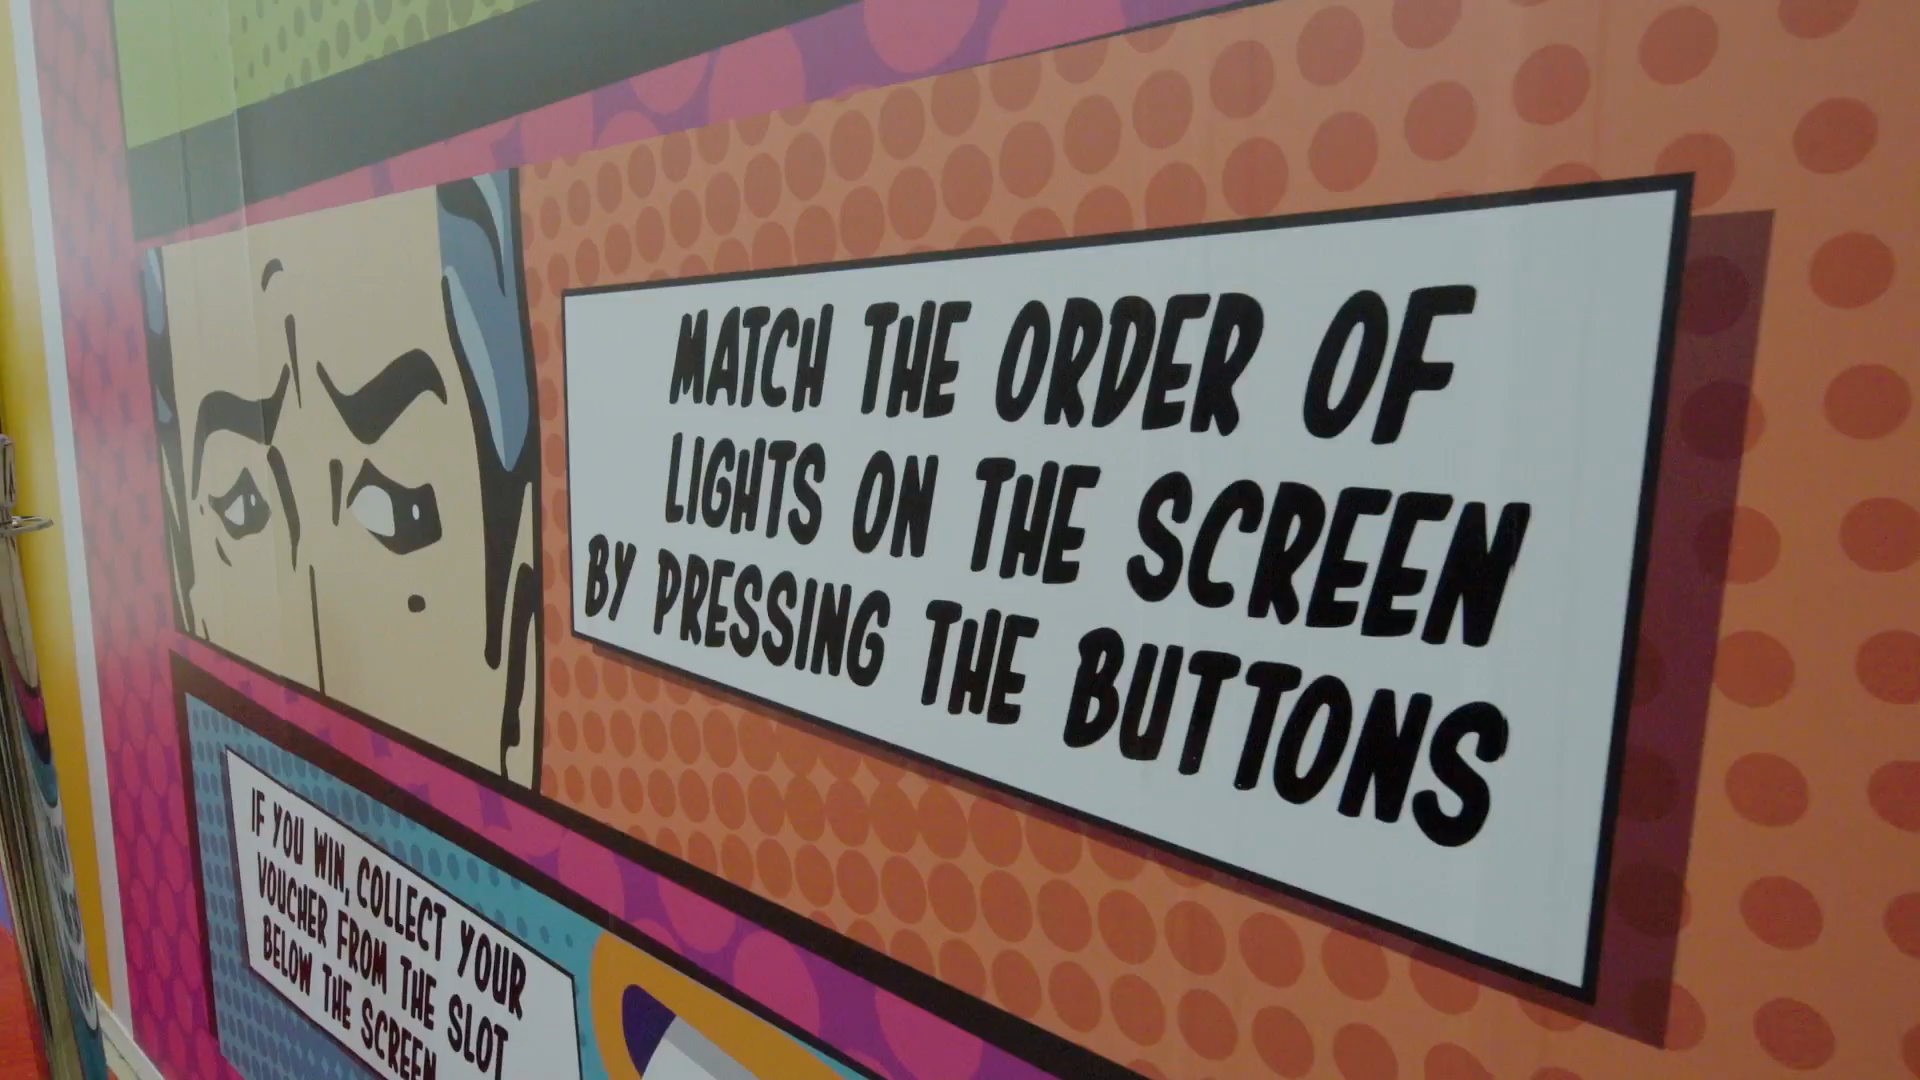 MATCH THE ORDER OF
LIGHTS ON THE SCREEN
BY PRESSING THE BUTTONS
IF YOU WIN, COLLECT YOUR
VOUCHER FROM THE SLOT
BELOW THE SCREEN